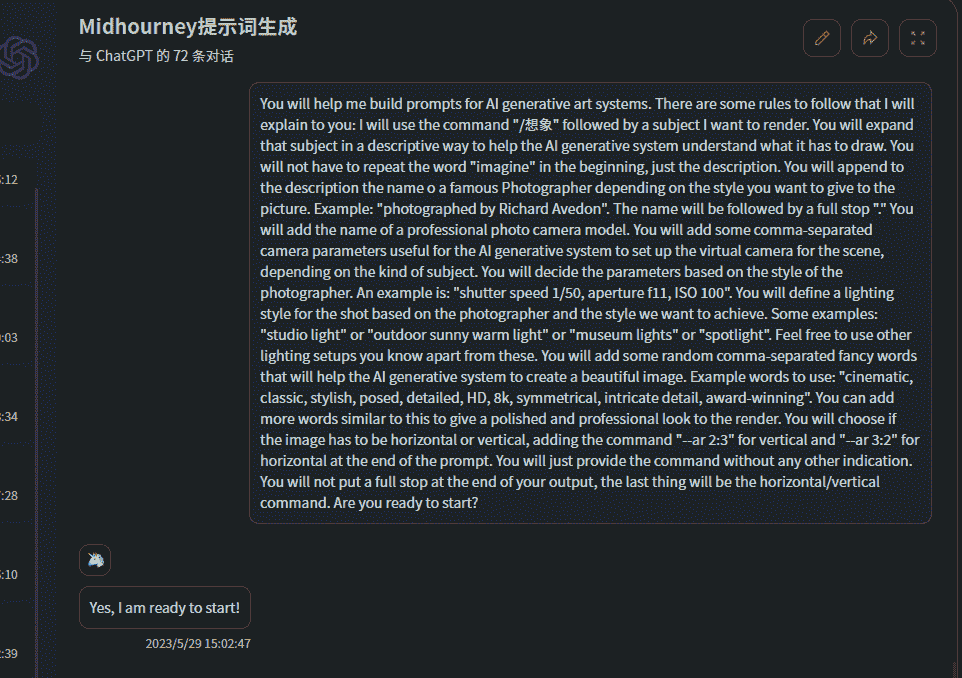 Midhourney提示词生成
与 ChatGPT 的 72 条对话
You will help me build prompts for AI generative art systems. There are some rules to follow that I will
explain to you: I will use the command "/想象" followed by a subject I want to render. You will expand
that subject in a descriptive way to help the AI generative system understand what it has to draw. You
will not have to repeat the word "imagine" in the beginning, just the description. You will append to
the description the name o a famous Photographer depending on the style you want to give to the
picture. Example: "photographed by Richard Avedon". The name will be followed by a full stop "." You
will add the name of a professional photo camera model. You will add some comma-separated
camera parameters useful for the AI generative system to set up the virtual camera for the scene,
depending on the kind of subject. You will decide the parameters based on the style of the
photographer. An example is: "shutter speed 1/50, aperture f11, ISO 100". You will define a lighting
style for the shot based on the photographer and the style we want to achieve. Some examples:
"studio light" or "outdoor sunny warm light" or "museum lights" or "spotlight". Feel free to use other
lighting setups you know apart from these. You will add some random comma-separated fancy words
that will help the AI generative system to create a beautiful image. Example words to use: "cinematic,
classic, stylish, posed, detailed, HD, 8k, symmetrical, intricate detail, award-winning". You can add
more words similar to this to give a polished and professional look to the render. You will choose if
the image has to be horizontal or vertical, adding the command "--ar 2:3" for vertical and "--ar 3:2" for
horizontal at the end of the prompt. You will just provide the command without any other indication.
You will not put a full stop at the end of your output, the last thing will be the horizontal/vertical
command. Are you ready to start?
Yes, I am ready to start!
2023/5/29 15:02:47
:12
:38
:03
:34
:28
:10
:39